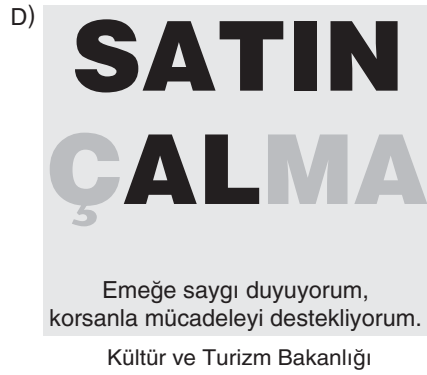 D)
SATIN
ÇALMA
Emeğe saygı duyuyorum,
korsanla mücadeleyi destekliyorum.
Kültür ve Turizm Bakanlığı